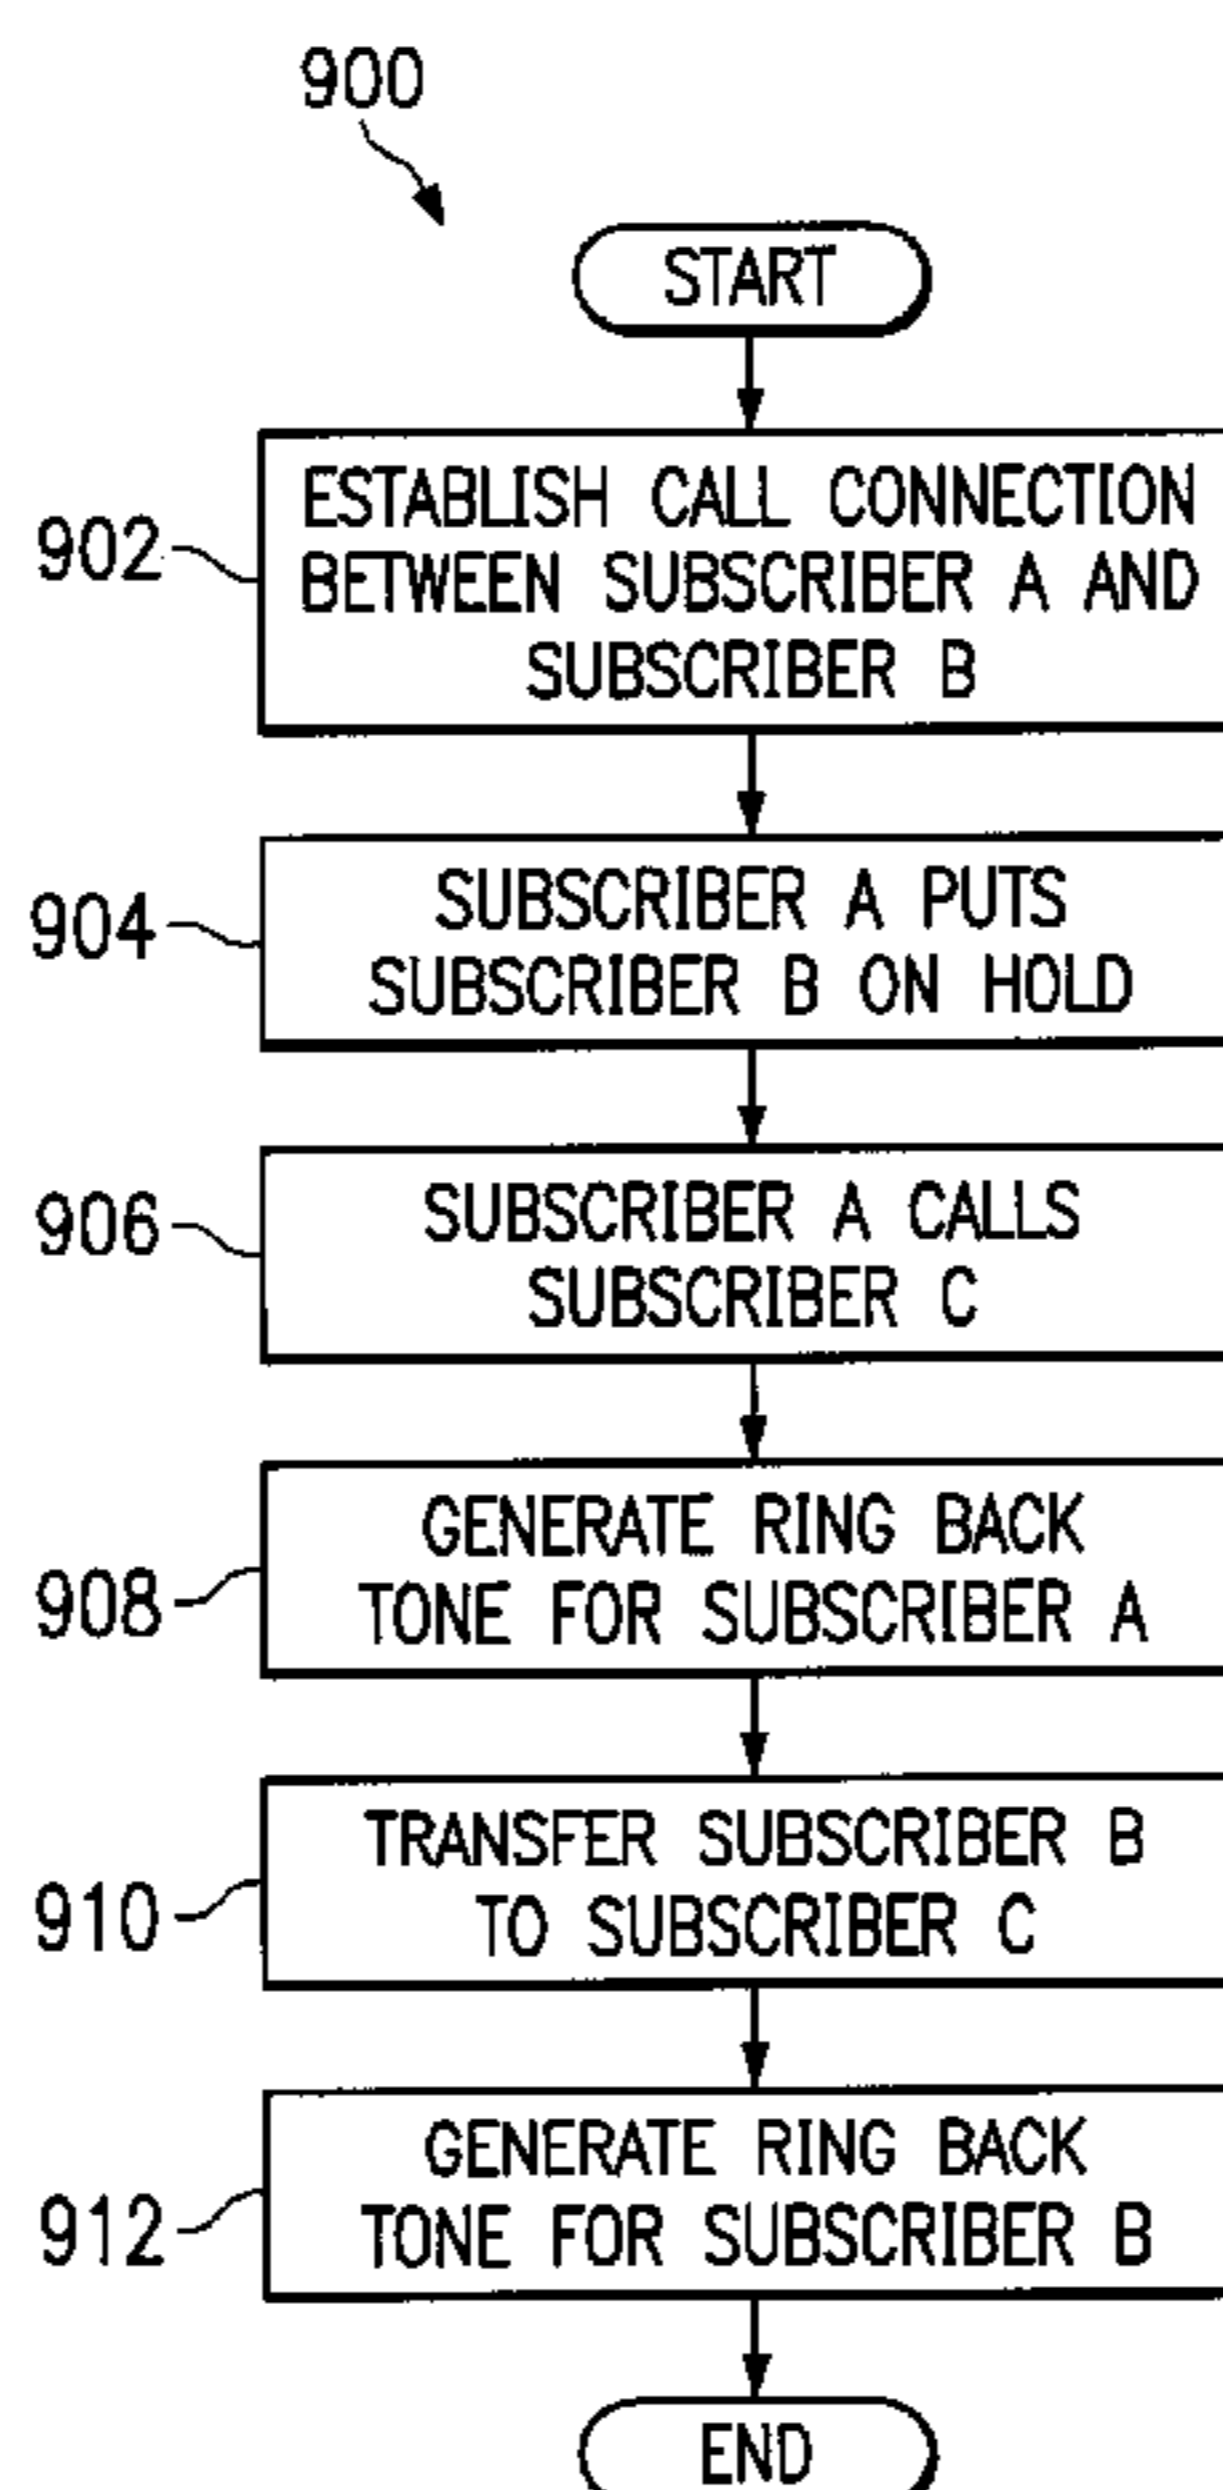 900
START
902
ESTABLISH CALL CONNECTION
BETWEEN SUBSCRIBER A AND
SUBSCRIBER B
904
SUBSCRIBER A PUTS
SUBSCRIBER B ON HOLD
906
SUBSCRIBER A CALLS
SUBSCRIBER C
908
GENERATE RING BACK
TONE FOR SUBSCRIBER A
910
TRANSFER SUBSCRIBER B
TO SUBSCRIBER C
912
GENERATE RING BACK
TONE FOR SUBSCRIBER B
END